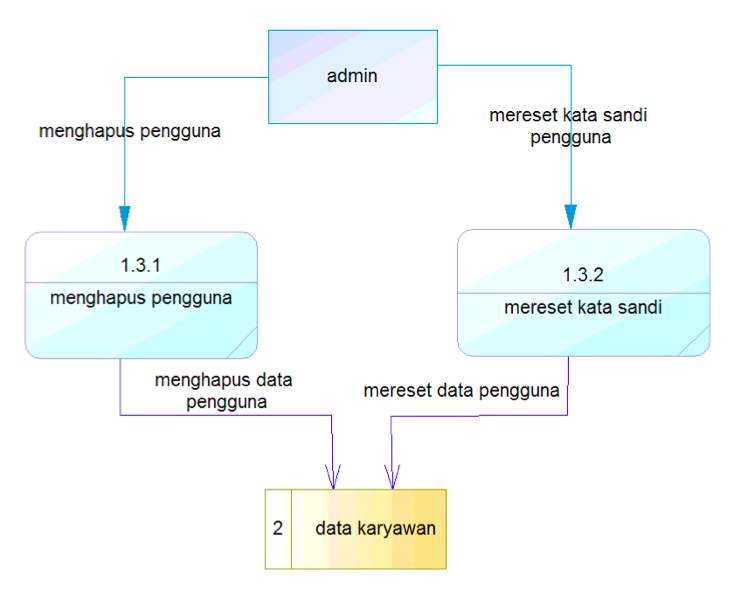 admin
menghapus pengguna
mereset kata sandi
pengguna
1.3.1
menghapus pengguna
1.3.2
mereset kata sandi
menghapus data
pengguna
mereset data pengguna
2
data karyawan